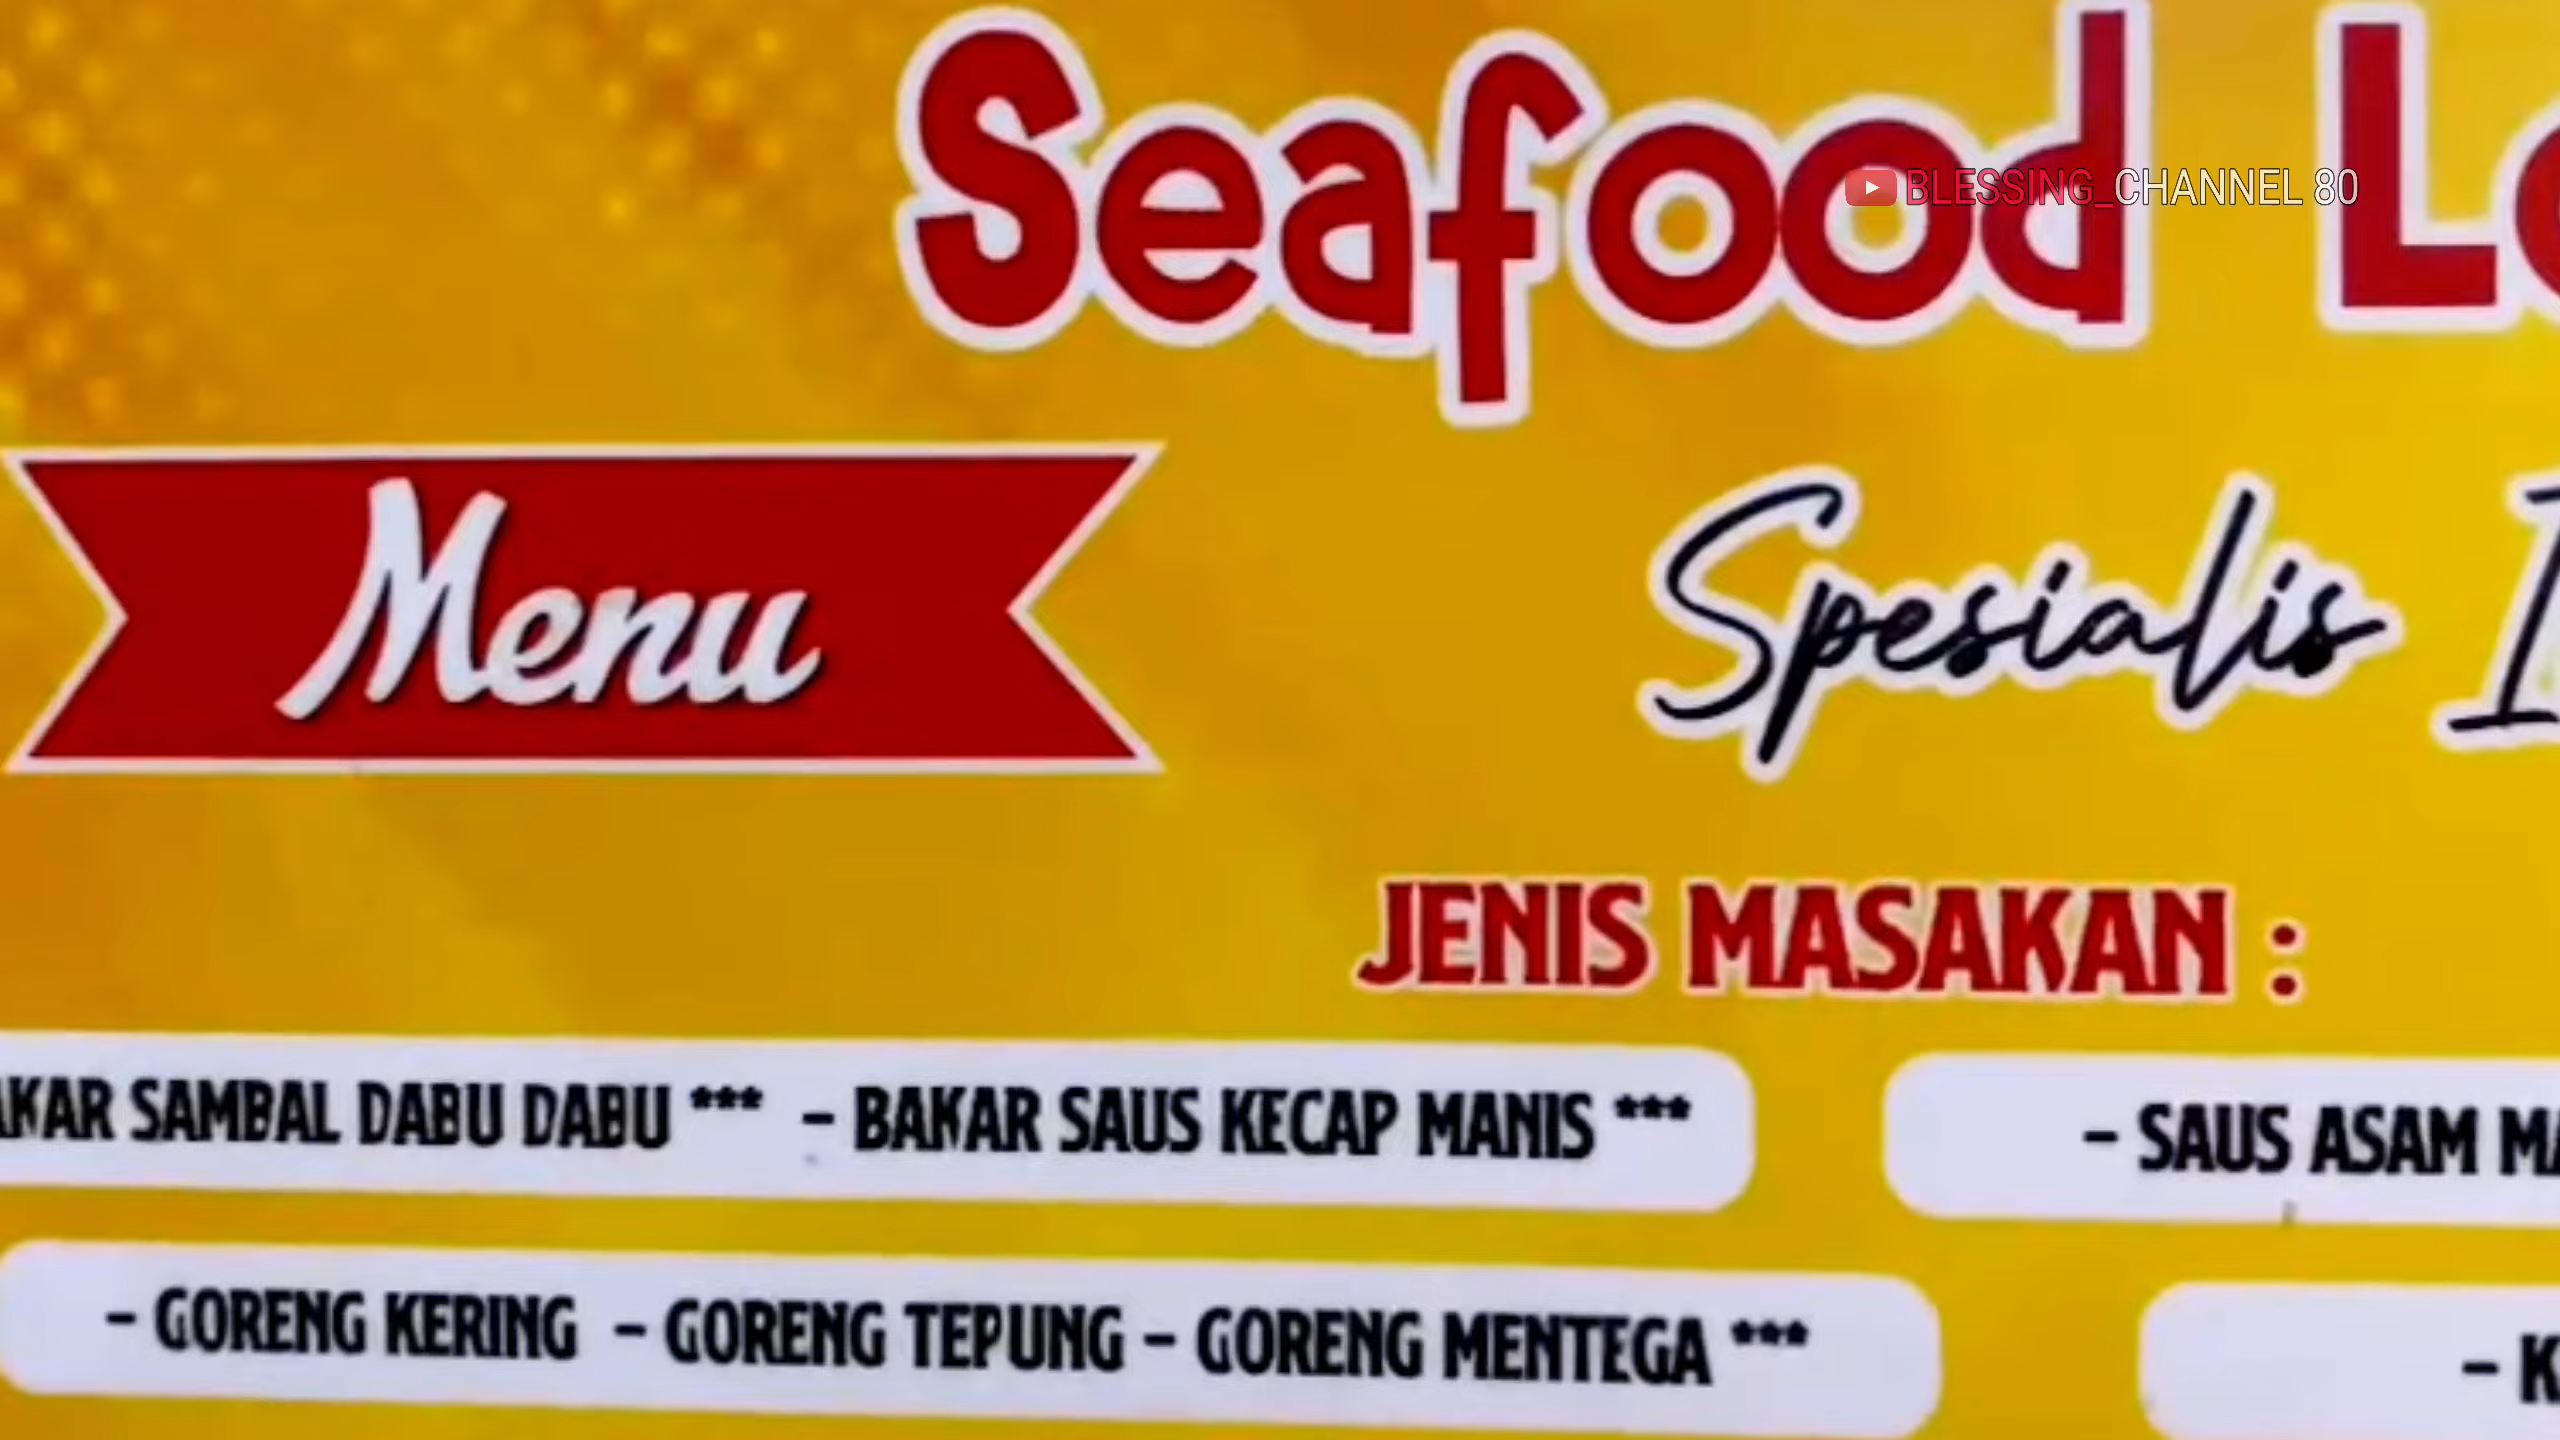 Seafood
BLESSING_CHANNEL 80
Menu
Spesialis
JENIS MASAKAN :
SAMBAL DABU DABU *** - BAKAR SAUS KECAP MANIS ***
- SAUS ASAM
- GORENG KERING - GORENG TEPUNG - GORENG MENTEGA ***